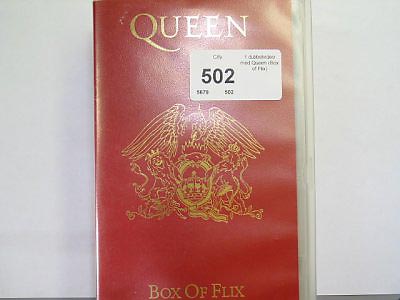 QUEEN
City
1 dubbelvideo
med Queen (Box
of Flix)
502
5679 502
BOX OF FLIX